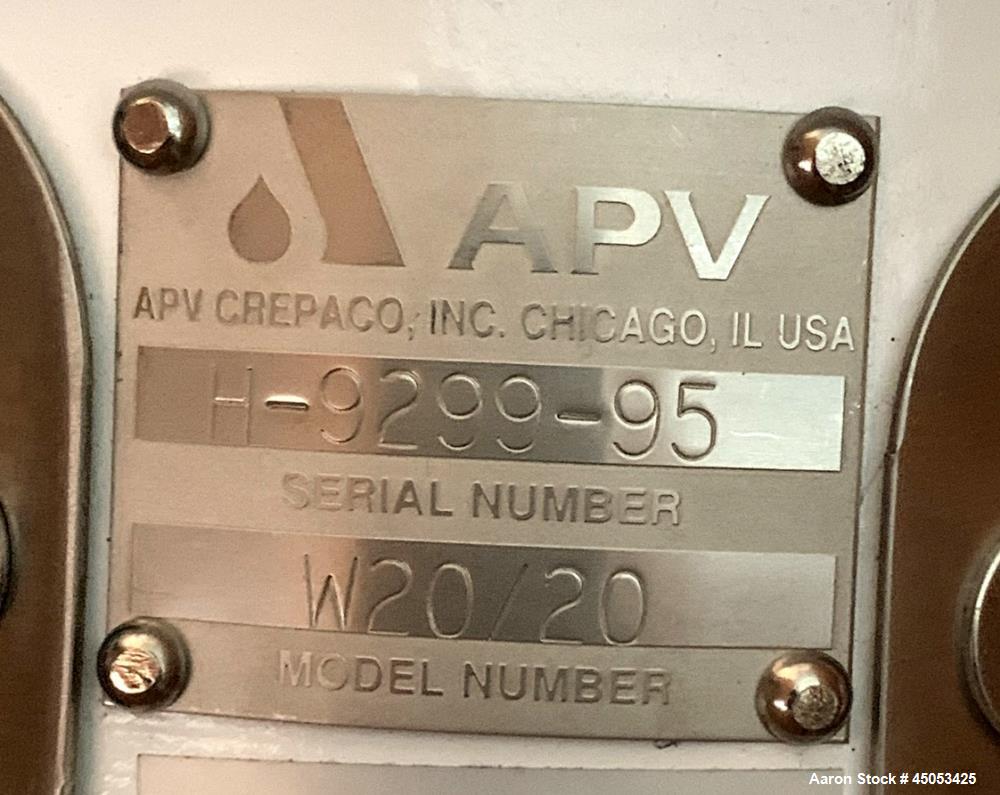 APV
APV CREPACO, INC. CHICAGO, IL USA
H-9299-95
SERIAL NUMBER
W20/20
MODEL NUMBER
Aaron Stock # 45053425